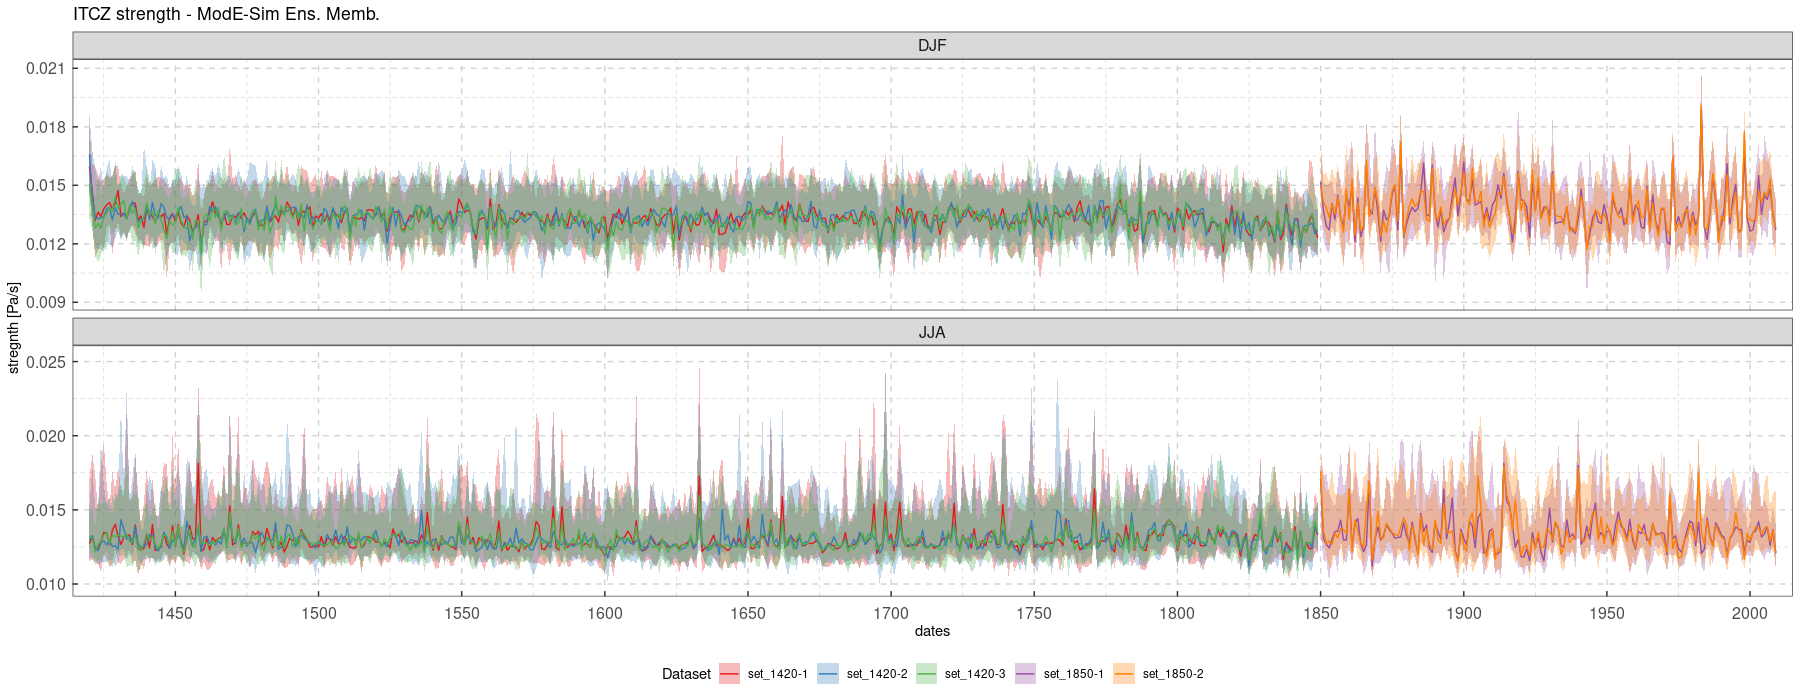 ITCZ strength - ModE-Sim Ens. Memb.
DJF
0.021
0.018
0.015
0.012
0.009
stregnth [Pa/s]
JJA
0.025
0.020
0.015
0.010
1450 1500 1550 1600 1650 1700 1750 1800 1850 1900 1950 2000
dates
Dataset set_1420-1 set_1420-2 set_1420-3 set_1850-1 set_1850-2